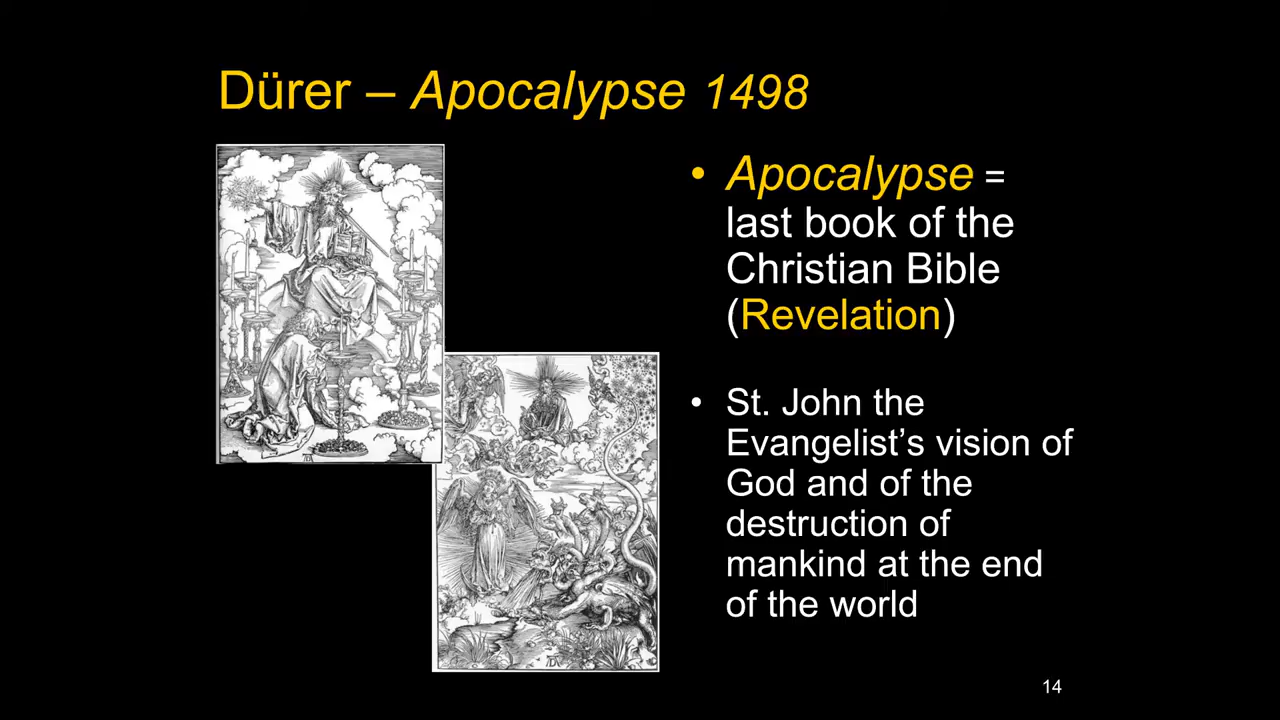 Dürer – Apocalypse 1498
• Apocalypse =
last book of the
Christian Bible
(Revelation)
• St. John the
Evangelist’s vision of
God and of the
destruction of
mankind at the end
of the world
14